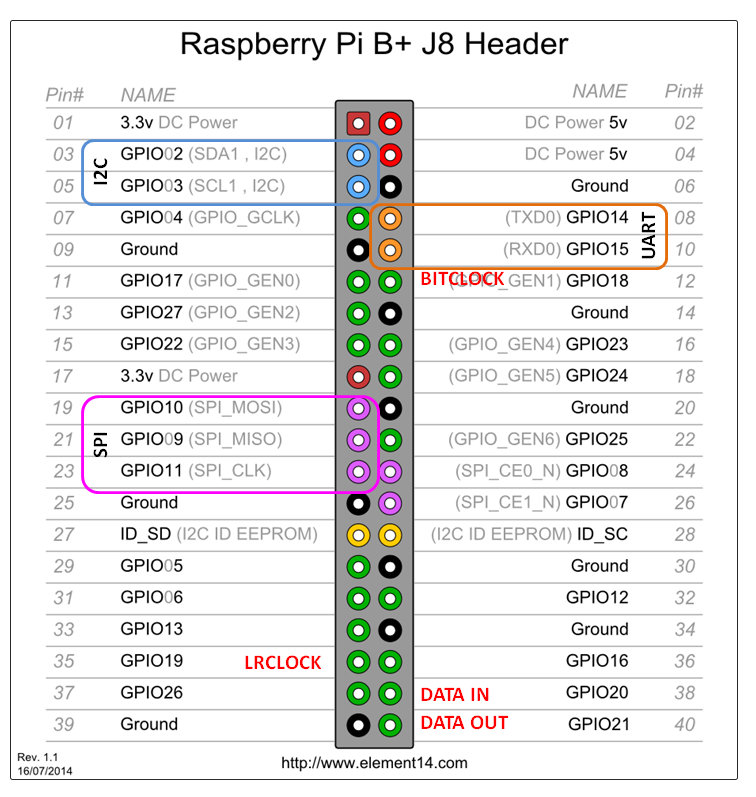 Raspberry Pi B+ J8 Header
Pin# NAME NAME Pin#
01 3.3v DC Power DC Power 5v 02
03 GPIO02 (SDA1 , I2C) DC Power 5v 04
I2C
05 GPIO03 (SCL1 , I2C) Ground 06
07 GPIO04 (GPIO_GCLK) (TXD0) GPIO14 08
UART
09 Ground (RXD0) GPIO15 10
11 GPIO17 (GPIO_GEN0) BITCLOCK (GPIO_GEN1) GPIO18 12
13 GPIO27 (GPIO_GEN2) Ground 14
15 GPIO22 (GPIO_GEN3) (GPIO_GEN4) GPIO23 16
17 3.3v DC Power (GPIO_GEN5) GPIO24 18
19 GPIO10 (SPI_MOSI) Ground 20
SPI
21 GPIO09 (SPI_MISO) (GPIO_GEN6) GPIO25 22
23 GPIO11 (SPI_CLK) (SPI_CE0_N) GPIO08 24
25 Ground (SPI_CE1_N) GPIO07 26
27 ID_SD (I2C ID EEPROM) (I2C ID EEPROM) ID_SC 28
29 GPIO05 Ground 30
31 GPIO06 GPIO12 32
33 GPIO13 Ground 34
35 GPIO19 LRCLOCK GPIO16 36
37 GPIO26 DATA IN GPIO20 38
39 Ground DATA OUT GPIO21 40
Rev. 1.1
16/07/2014
http://www.element14.com